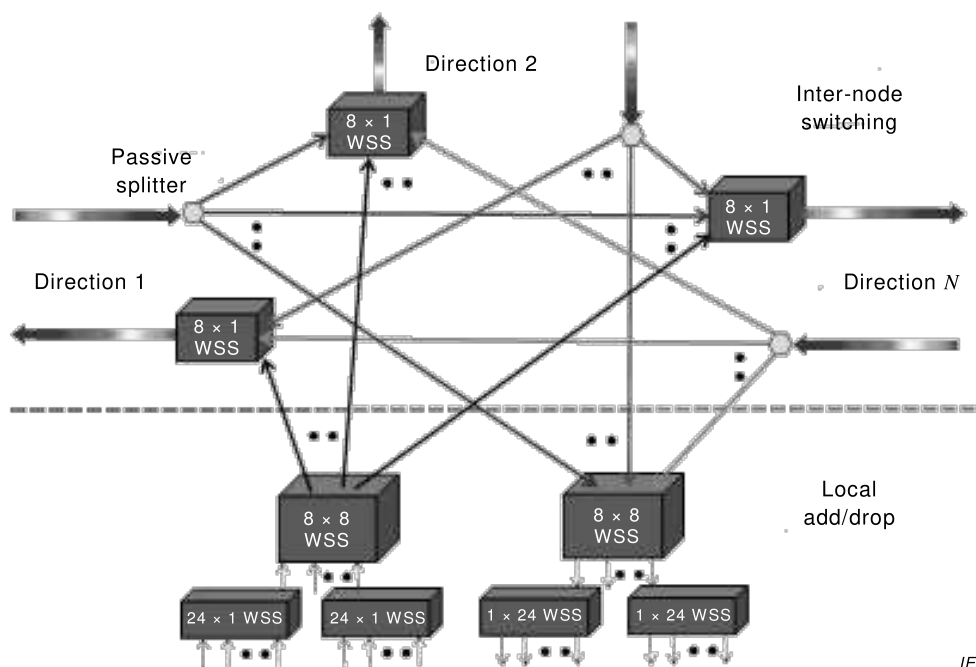 Direction 2
Inter-node
switching
8 × 1
WSS
Passive
splitter
8 × 1
WSS
Direction 1
Direction N
8 × 1
WSS
8 × 8
WSS
8 × 8
WSS
Local
add/drop
24 × 1 WSS
24 × 1 WSS
1 × 24 WSS
1 × 24 WSS